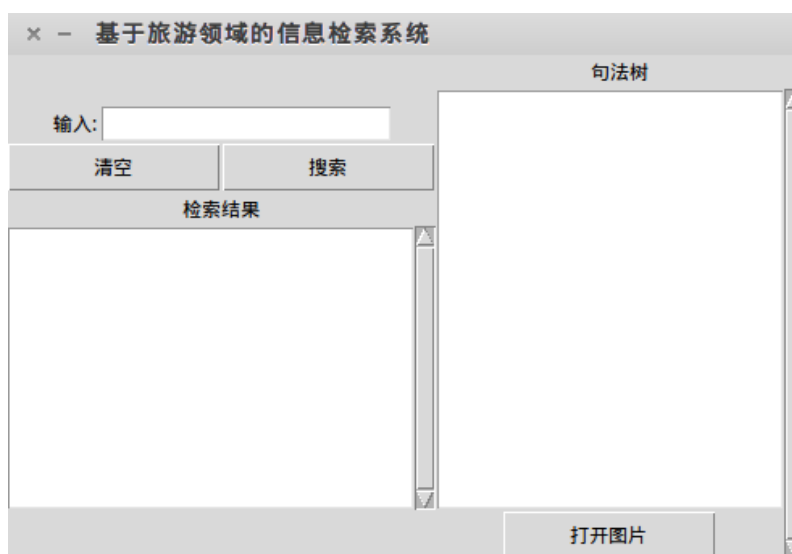 基于旅游领域的信息检索系统
句法树
输入:
清空
搜索
检索结果
打开图片